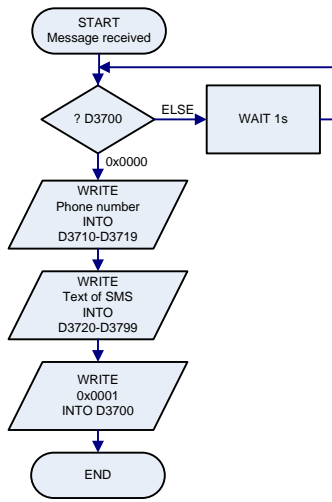 START
Message received
? D3700
ELSE
WAIT 1s
0x0000
WRITE
Phone number
INTO
D3710-D3719
WRITE
Text of SMS
INTO
D3720-D3799
WRITE
0x0001
INTO D3700
END